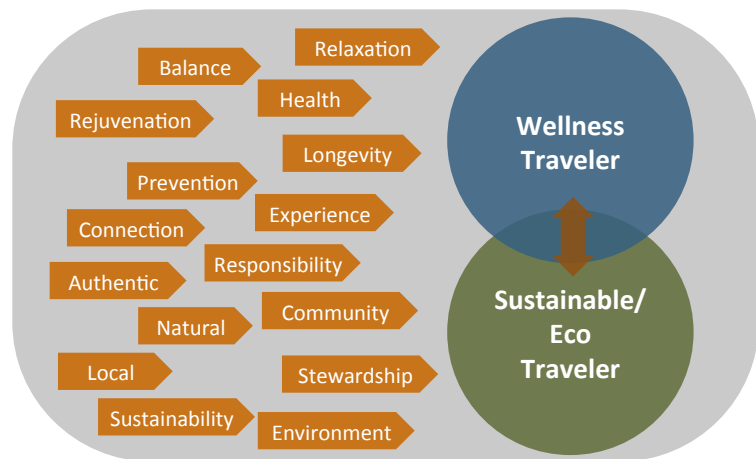 Relaxation
Balance
Health
Rejuvenation
Longevity
Prevention
Experience
Connection
Responsibility
Authentic
Community
Natural
Local
Stewardship
Sustainability
Environment
Wellness
Traveler
Sustainable/
Eco
Traveler